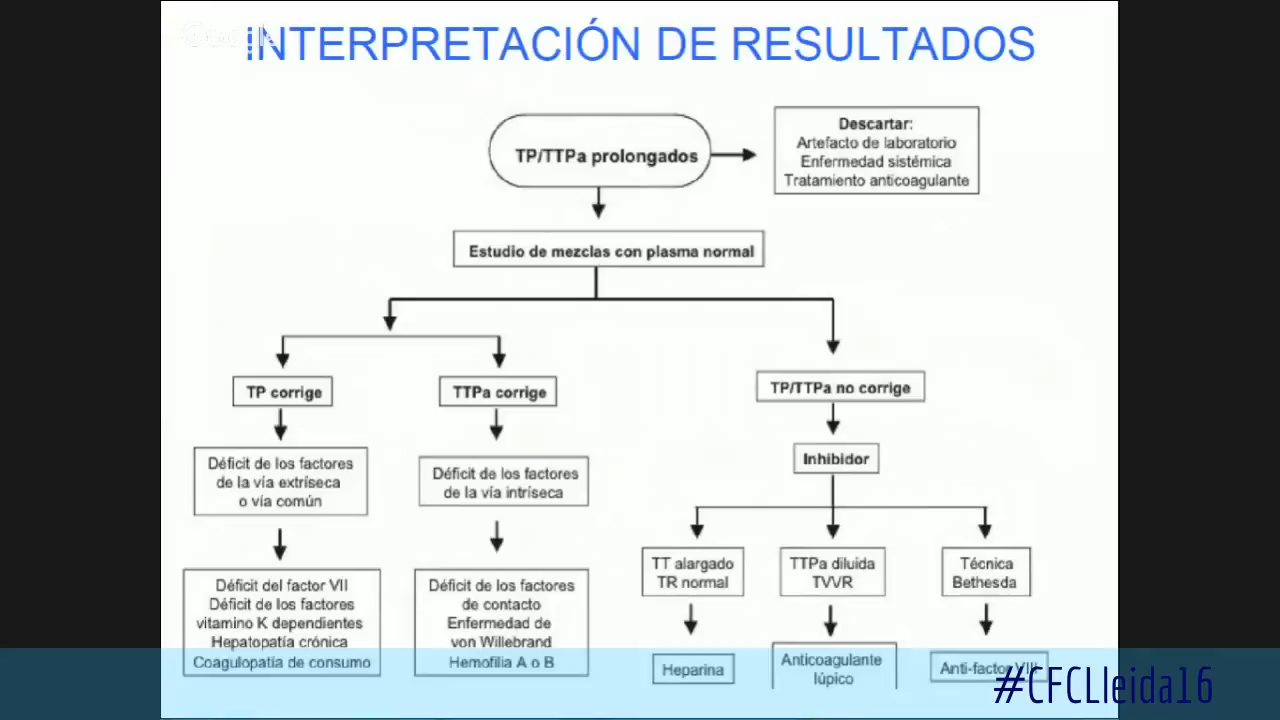 INTERPRETACIÓN DE RESULTADOS
TP/TTPa prolongados
Descartar:
Artefacto de laboratorio
Enfermedad sistémica
Tratamiento anticoagulante
Estudio de mezclas con plasma normal
TP corrige
TTPa corrige
TP/TTPa no corrige
Déficit de los factores
de la vía extríseca
o vía común
Déficit de los factores
de la vía intríseca
Inhibidor
TT alargado
TR normal
TTPa diluida
TVVR
Técnica
Bethesda
Déficit del factor VII
Déficit de los factores
vitamino K dependientes
Hepatopatía crónica
Coagulopatía de consumo
Déficit de los factores
de contacto
Enfermedad de
von Willebrand
Hemofilia A o B
Heparina
Anticoagulante
lúpico
Anti-factor VIII
#CFCLleida16